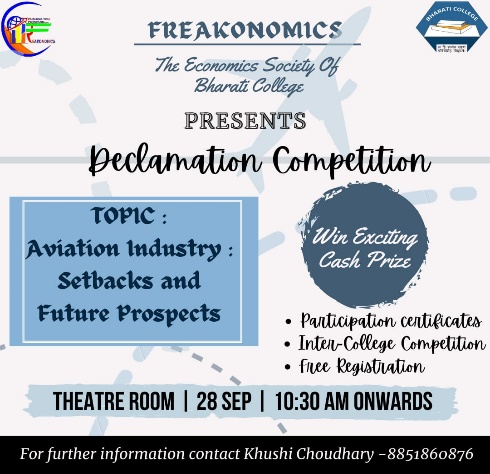 FREAKONOMICS
BHARATI COLLEGE
The Economics Society Of
Bharati College
PRESENTS
Declamation Competition
TOPIC :
Aviation Industry :
Setbacks and
Future Prospects
Win Exciting
Cash Prize
• Participation certificates
• Inter-College Competition
• Free Registration
THEATRE ROOM | 28 SEP | 10:30 AM ONWARDS
For further information contact Khushi Choudhary -8851860876